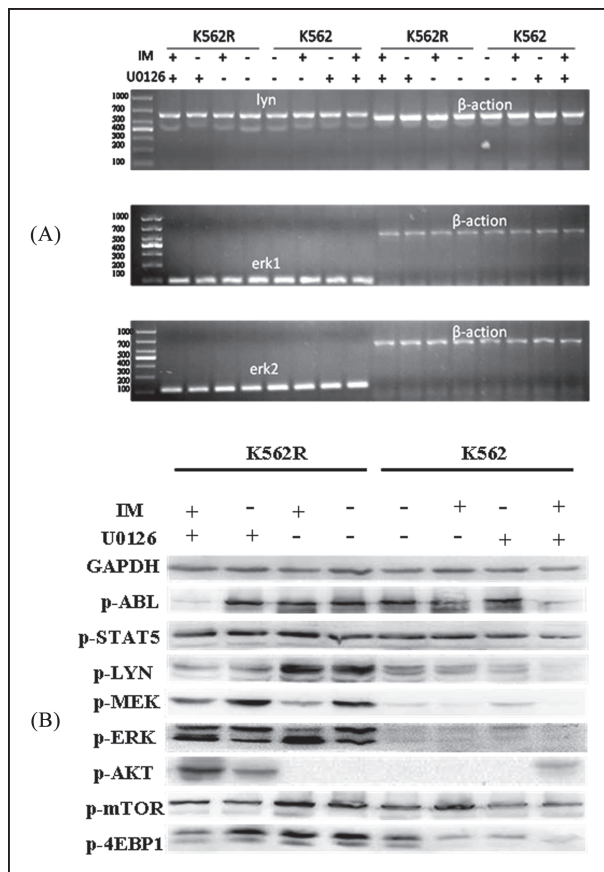 K562R K562 K562R K562
IM + - + - - + - + + - + - - + - +
U0126 + + - - - - + + + + - - - - + +
lyn β-action
1000
700
500
400
300
200
100
(A)
β-action
1000
700
500
400
300
200
100
erk1
β-action
1000
700
500
400
300
200
100
erk2
K562R K562
IM + - + - - + - +
U0126 + + - - - - + +
GAPDH
p-ABL
p-STAT5
p-LYN
p-MEK
(B)
p-ERK
p-AKT
p-mTOR
p-4EBP1